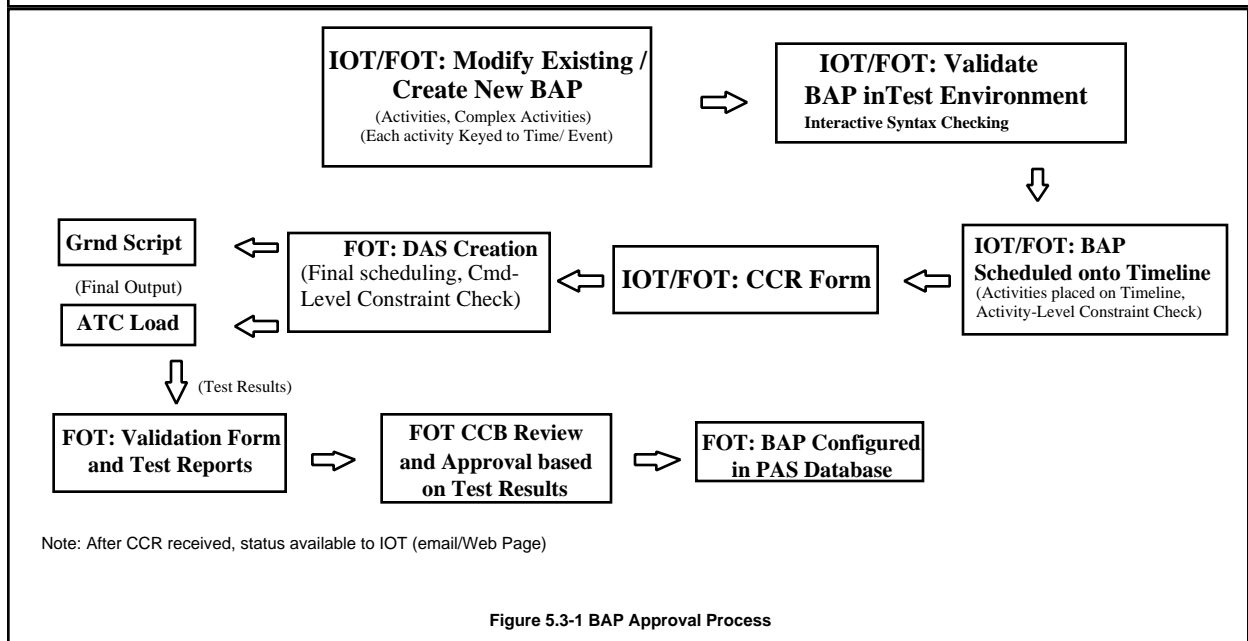 IOT/FOT: Modify Existing /
Create New BAP
(Activities, Complex Activities)
(Each activity Keyed to Time/ Event)
IOT/FOT: Validate
BAP inTest Environment
Interactive Syntax Checking
IOT/FOT: BAP
Scheduled onto Timeline
(Activities placed on Timeline,
Activity-Level Constraint Check)
IOT/FOT: CCR Form
FOT: DAS Creation
(Final scheduling, Cmd-
Level Constraint Check)
Grnd Script
(Final Output)
ATC Load
(Test Results)
FOT: Validation Form
and Test Reports
FOT CCB Review
and Approval based
on Test Results
FOT: BAP Configured
in PAS Database
Note: After CCR received, status available to IOT (email/Web Page)
Figure 5.3-1 BAP Approval Process